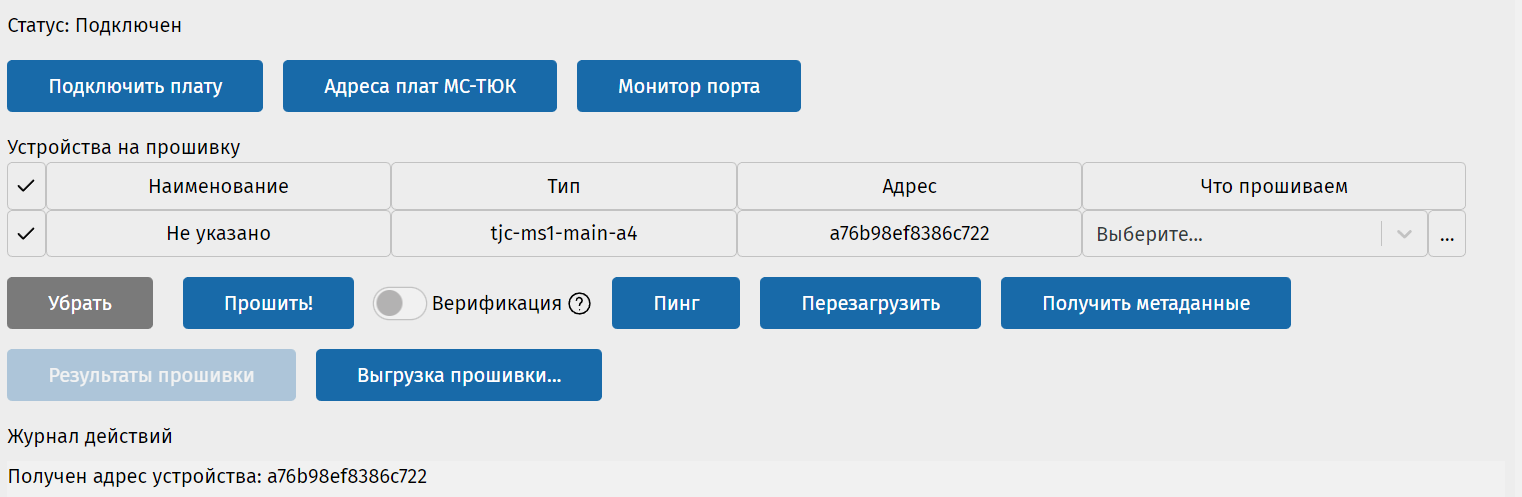 Статус: Подключен
Подключить плату Адреса плат МС-ТЮК Монитор порта
Устройства на прошивку
Наименование Тип Адрес Что прошиваем
Не указано tjc-ms1-main-a4 a76b98ef8386c722 Выберите... ...
Убрать Прошить! Верификация ? Пинг Перезагрузить Получить метаданные
Результаты прошивки Выгрузка прошивки...
Журнал действий
Получен адрес устройства: a76b98ef8386c722